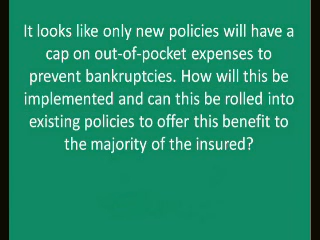 It looks like only new policies will have a
cap on out-of-pocket expenses to
prevent bankruptcies. How will this be
implemented and can this be rolled into
existing policies to offer this benefit to
the majority of the insured?